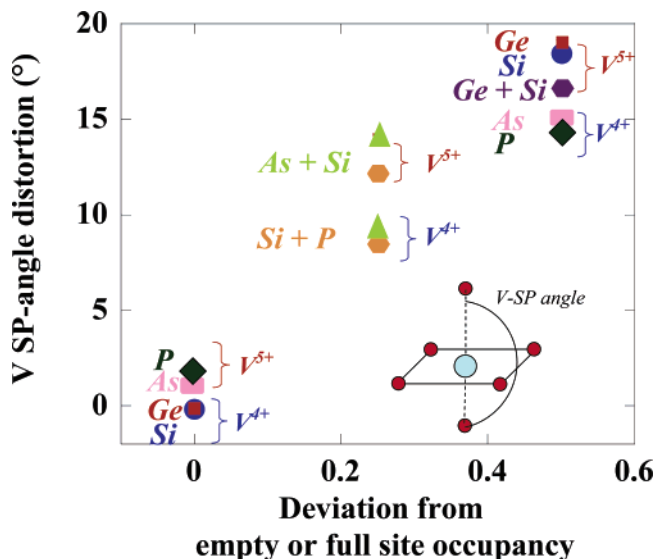 V SP-angle distortion (°)
20
15
10
5
0
Ge
Si
V5+
Ge + Si
As
P
V4+
As + Si
V5+
Si + P
V4+
V-SP angle
P
As
V5+
Ge
Si
V4+
0
0.2
0.4
0.6
Deviation from
empty or full site occupancy